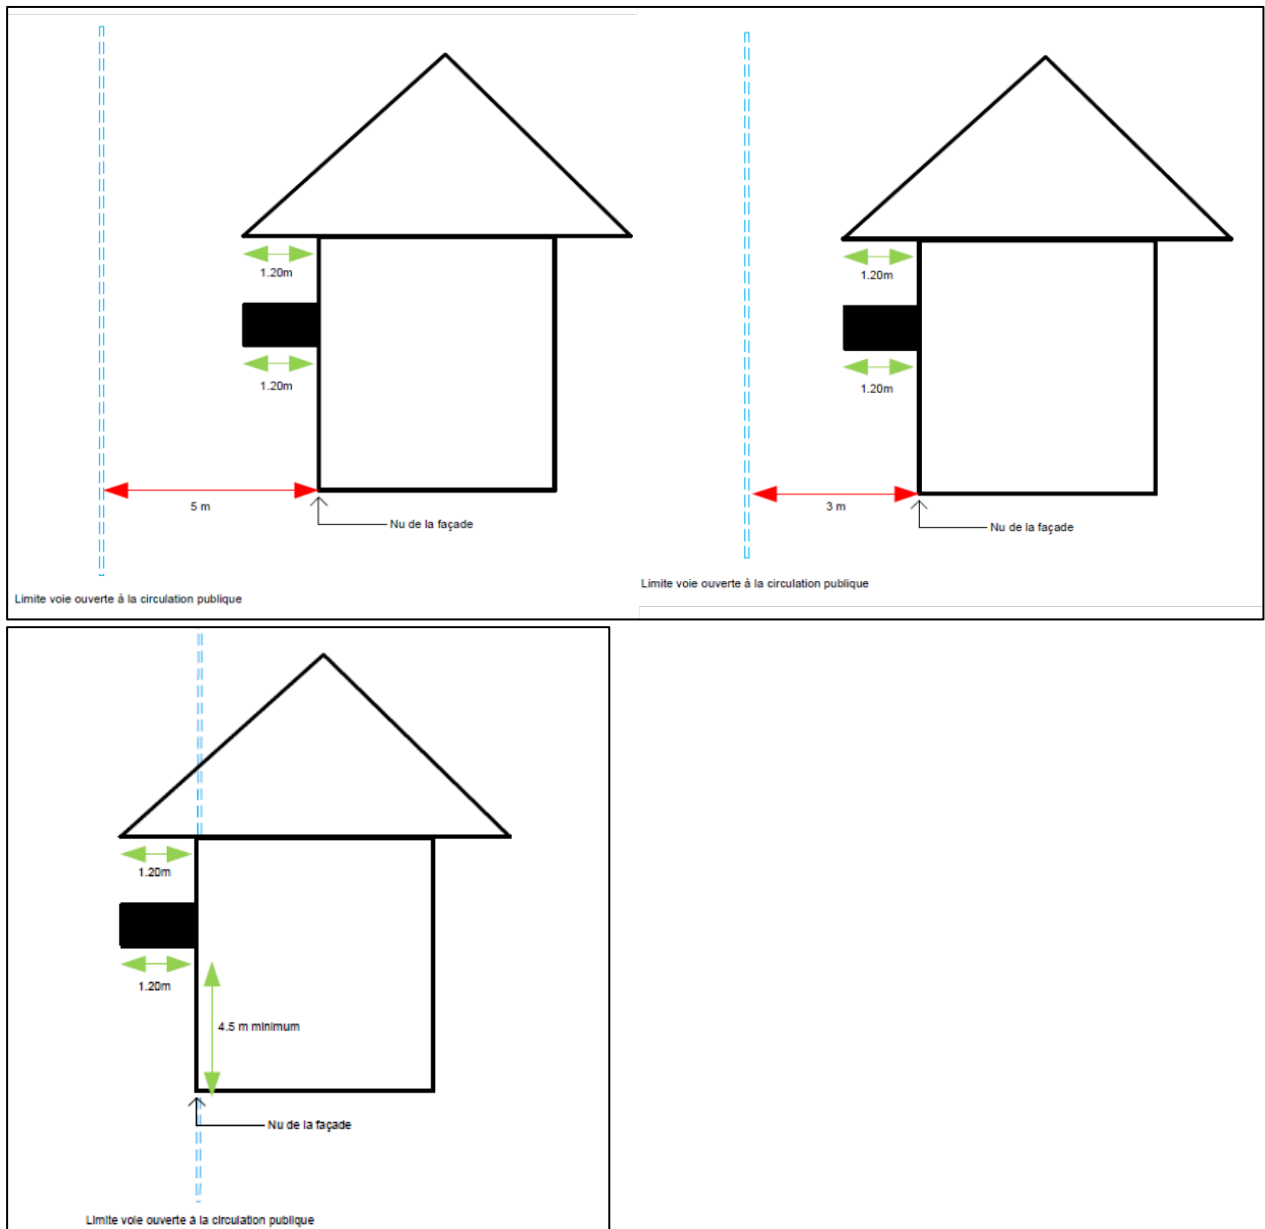 1.20m
1.20m
5 m
Nu de la façade
Limite voie ouverte à la circulation publique
1.20m
1.20m
3 m
Nu de la façade
Limite voie ouverte à la circulation publique
1.20m
1.20m
4.5 m minimum
Nu de la façade
Limite voie ouverte à la circulation publique